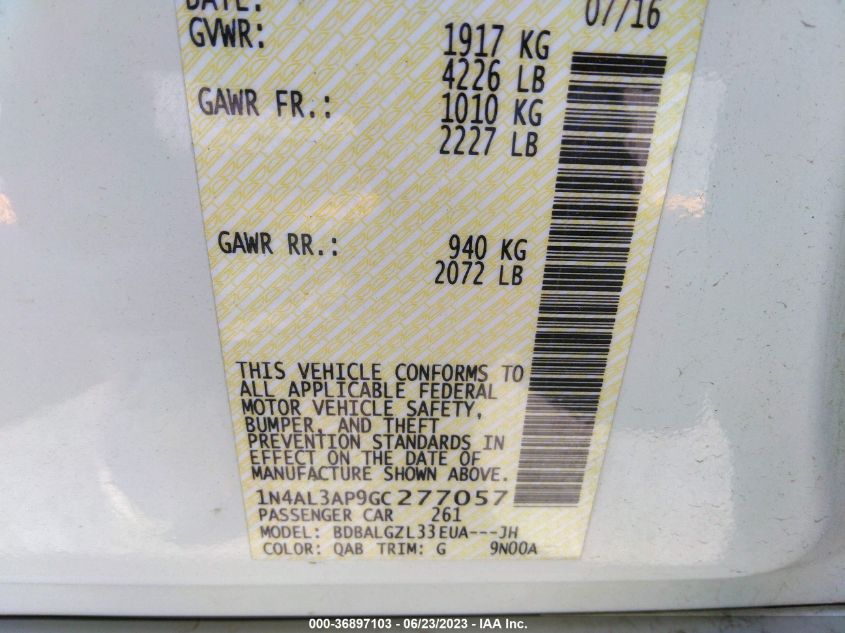 DATE: 07/16
GVWR: 1917 KG
4226 LB
GAWR FR.: 1010 KG
2227 LB
GAWR RR.: 940 KG
2072 LB
THIS VEHICLE CONFORMS TO
ALL APPLICABLE FEDERAL
MOTOR VEHICLE SAFETY,
BUMPER, AND THEFT
PREVENTION STANDARDS IN
EFFECT ON THE DATE OF
MANUFACTURE SHOWN ABOVE.
1N4AL3AP9GC277057
PASSENGER CAR 261
MODEL: BDBALGZL33EUA---JH
COLOR: QAB TRIM: G 9N00A
000-36897103 - 06/23/2023 - IAA Inc.